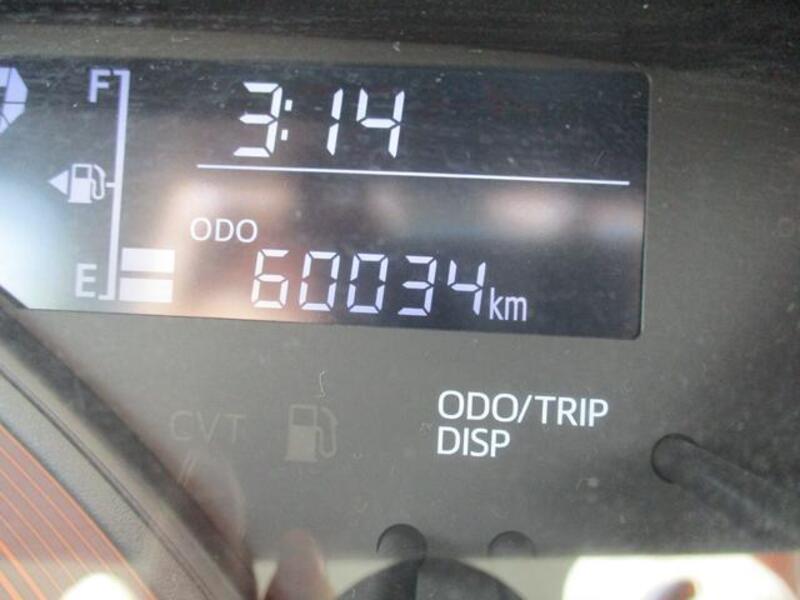 F
3:14
ODO
E
60034km
CVT
ODO/TRIP
DISP